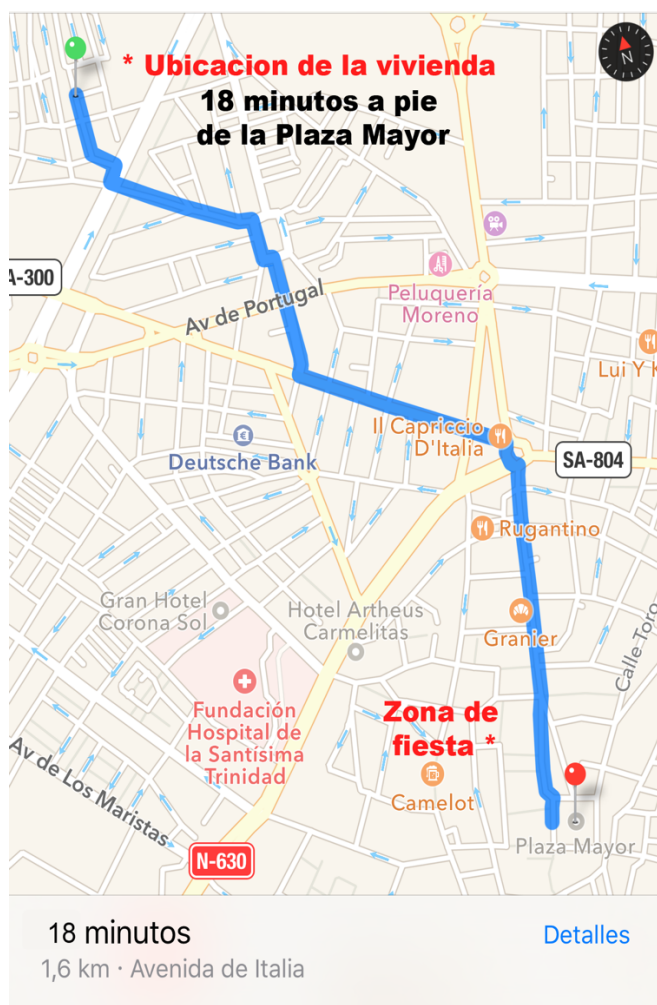 * Ubicacion de la vivienda
18 minutos a pie
de la Plaza Mayor
N
A-300
Av de Portugal
Peluquería
Moreno
Lui Y K
Il Capriccio
D'Italia
SA-804
Deutsche Bank
Rugantino
Gran Hotel
Corona Sol
Hotel Artheus
Carmelitas
Granier
Calle Toro
Fundación
Hospital de
la Santísima
Trinidad
Zona de
fiesta *
Camelot
Av de Los Maristas
Plaza Mayor
N-630
18 minutos
Detalles
1,6 km · Avenida de Italia